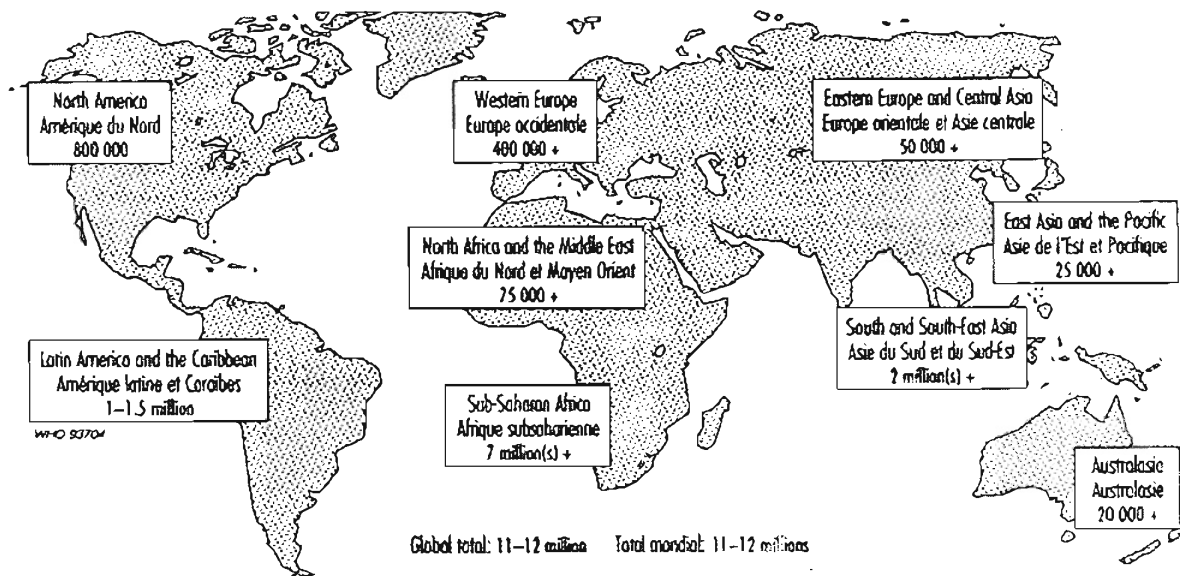 North America
Amérique du Nord
800 000
Western Europe
Europe occidentale
400 000 +
Eastern Europe and Central Asia
Europe orientale et Asie centrale
50 000 +
East Asia and the Pacific
Asie de l'Est et Pacifique
25 000 +
North Africa and the Middle East
Afrique du Nord et Moyen Orient
75 000 +
South and South-East Asia
Asie du Sud et du Sud-Est
2 million(s) +
Latin America and the Caribbean
Amérique latine et Caraïbes
1–1.5 million
WHO 93704
Sub-Saharan Africa
Afrique subsaharienne
7 million(s) +
Australasia
Australasie
20 000 +
Global total: 11–12 million Total mondial: 11–12 millions